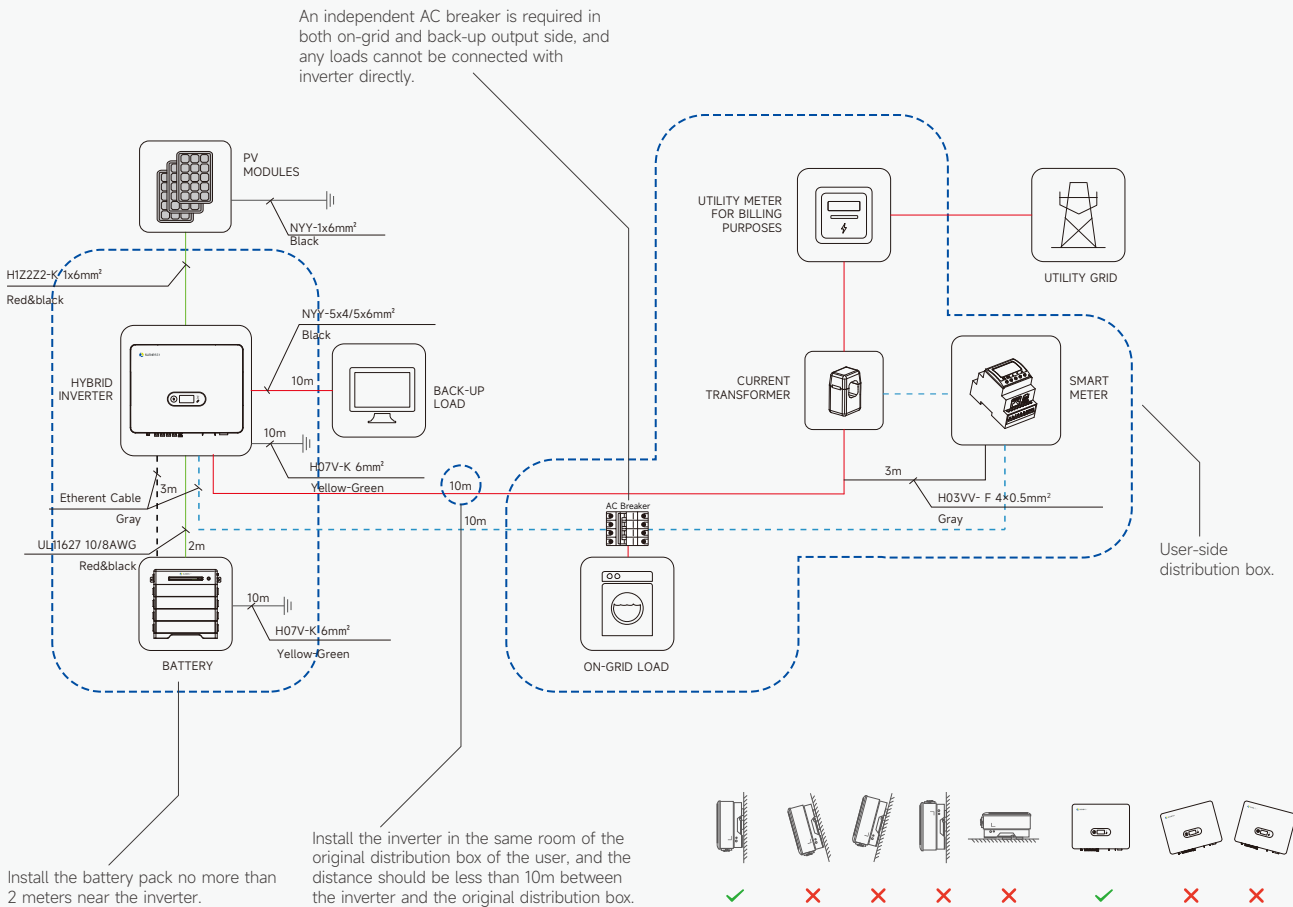 An independent AC breaker is required in
both on-grid and back-up output side, and
any loads cannot be connected with
inverter directly.
PV
MODULES
NYY-1x6mm²
Black
UTILITY METER
FOR BILLING
PURPOSES
UTILITY GRID
H1Z2Z2-K 1x6mm²
Red&black
NYY-5x4/5x6mm²
Black
HYBRID
INVERTER
10m
BACK-UP
LOAD
CURRENT
TRANSFORMER
SMART
METER
10m
H07V-K 6mm²
Yellow-Green
3m
Etherent Cable
Gray
10m
3m
H03VV- F 4×0.5mm²
Gray
AC Breaker
10m
UL11627 10/8AWG
Red&black
2m
User-side
distribution box.
10m
H07V-K 6mm²
Yellow-Green
BATTERY
ON-GRID LOAD
Install the battery pack no more than
2 meters near the inverter.
Install the inverter in the same room of the
original distribution box of the user, and the
distance should be less than 10m between
the inverter and the original distribution box.